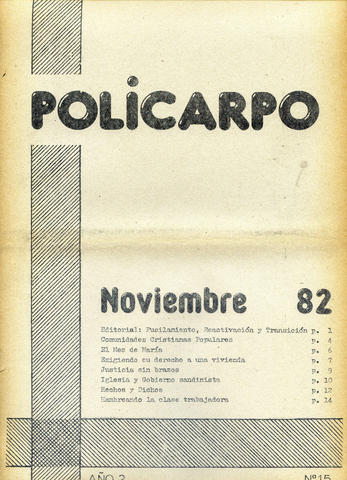 POLiCARPO
Noviembre 82
Editorial: Fusilamiento, Reactivación y Transición p. 1
Comunidades Cristianas Populares p. 4
El Mes de María p. 6
Exigiendo su derecho a una vivienda p. 7
Justicia sin brazos p. 9
Iglesia y Gobierno sandinista p. 10
Hechos y Dichos p. 12
Hambreando la clase trabajadora p. 14
AÑO 2 Nº15